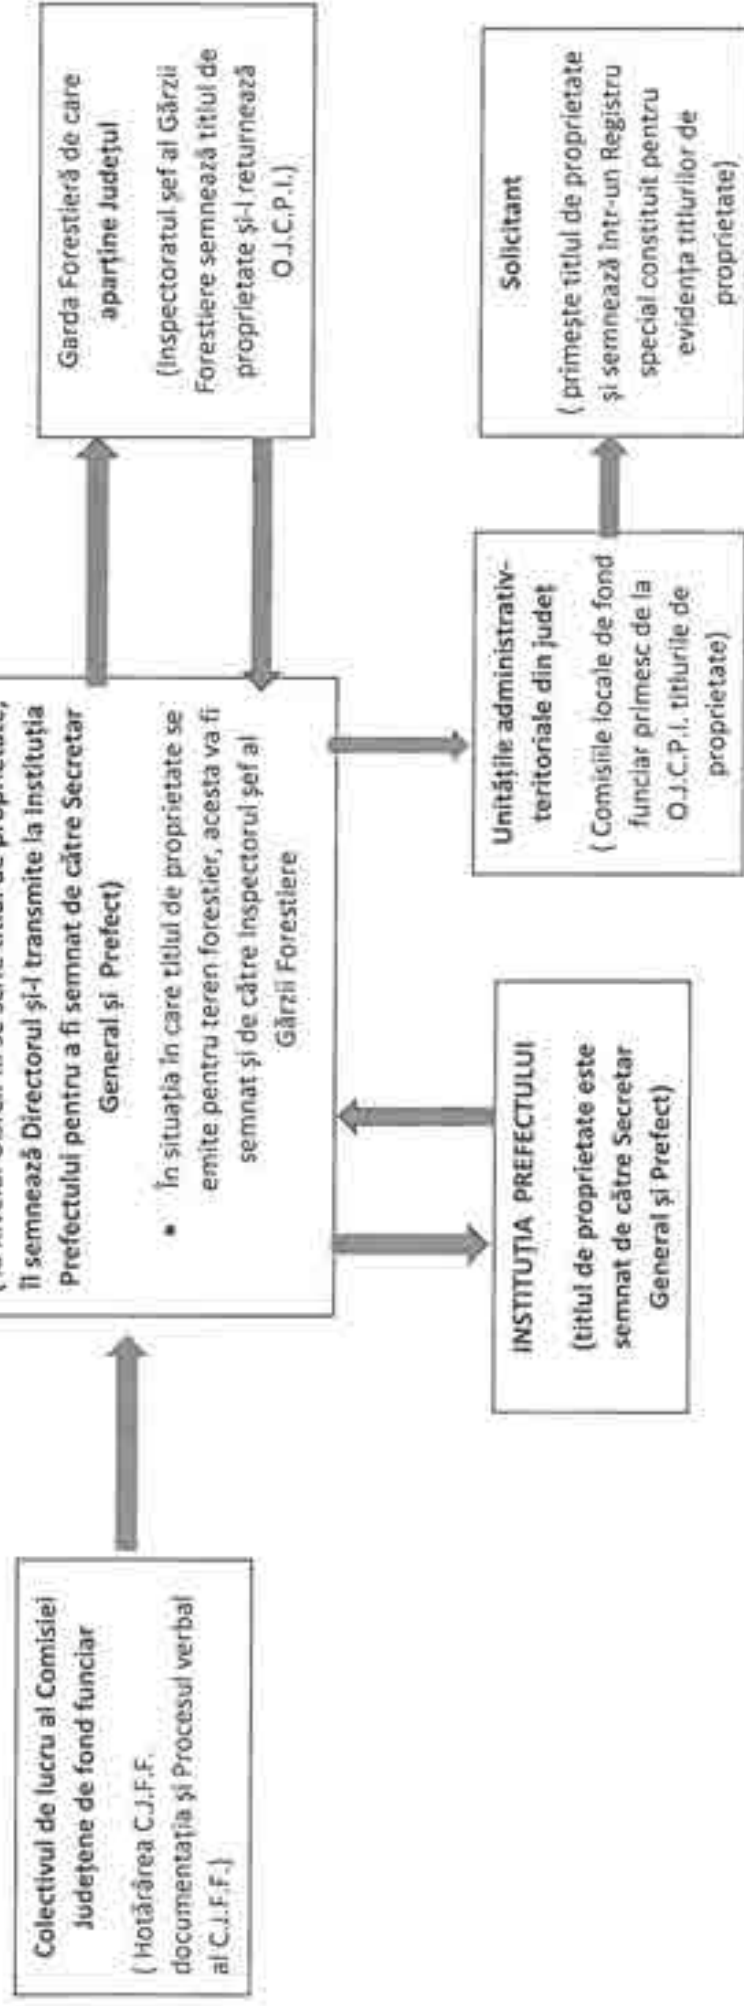 Colectivul de lucru al Comisiei
Județene de fond funciar
( Hotărârea C.J.F.F.
documentația și Procesul verbal
al C.J.F.F.)
îl semnează Directorul și-l transmite la Instituția
Prefectului pentru a fi semnat de către Secretar
General și Prefect)
• În situația în care titlul de proprietate se
emite pentru teren forestier, acesta va fi
semnat și de către Inspectorul șef al
Gărzii Forestiere
Garda Forestieră de care
aparține Județul
(Inspectoratul șef al Gărzii
Forestiere semnează titlul de
proprietate și-l returnează
O.J.C.P.I.)
INSTITUȚIA PREFECTULUI
(titlul de proprietate este
semnat de către Secretar
General și Prefect)
Unitățile administrativ-
teritoriale din județ
( Comisiile locale de fond
funciar primesc de la
O.J.C.P.I. titlurile de
proprietate)
Solicitant
( primește titlul de proprietate
și semnează într-un Registru
special constituit pentru
evidența titlurilor de
proprietate)